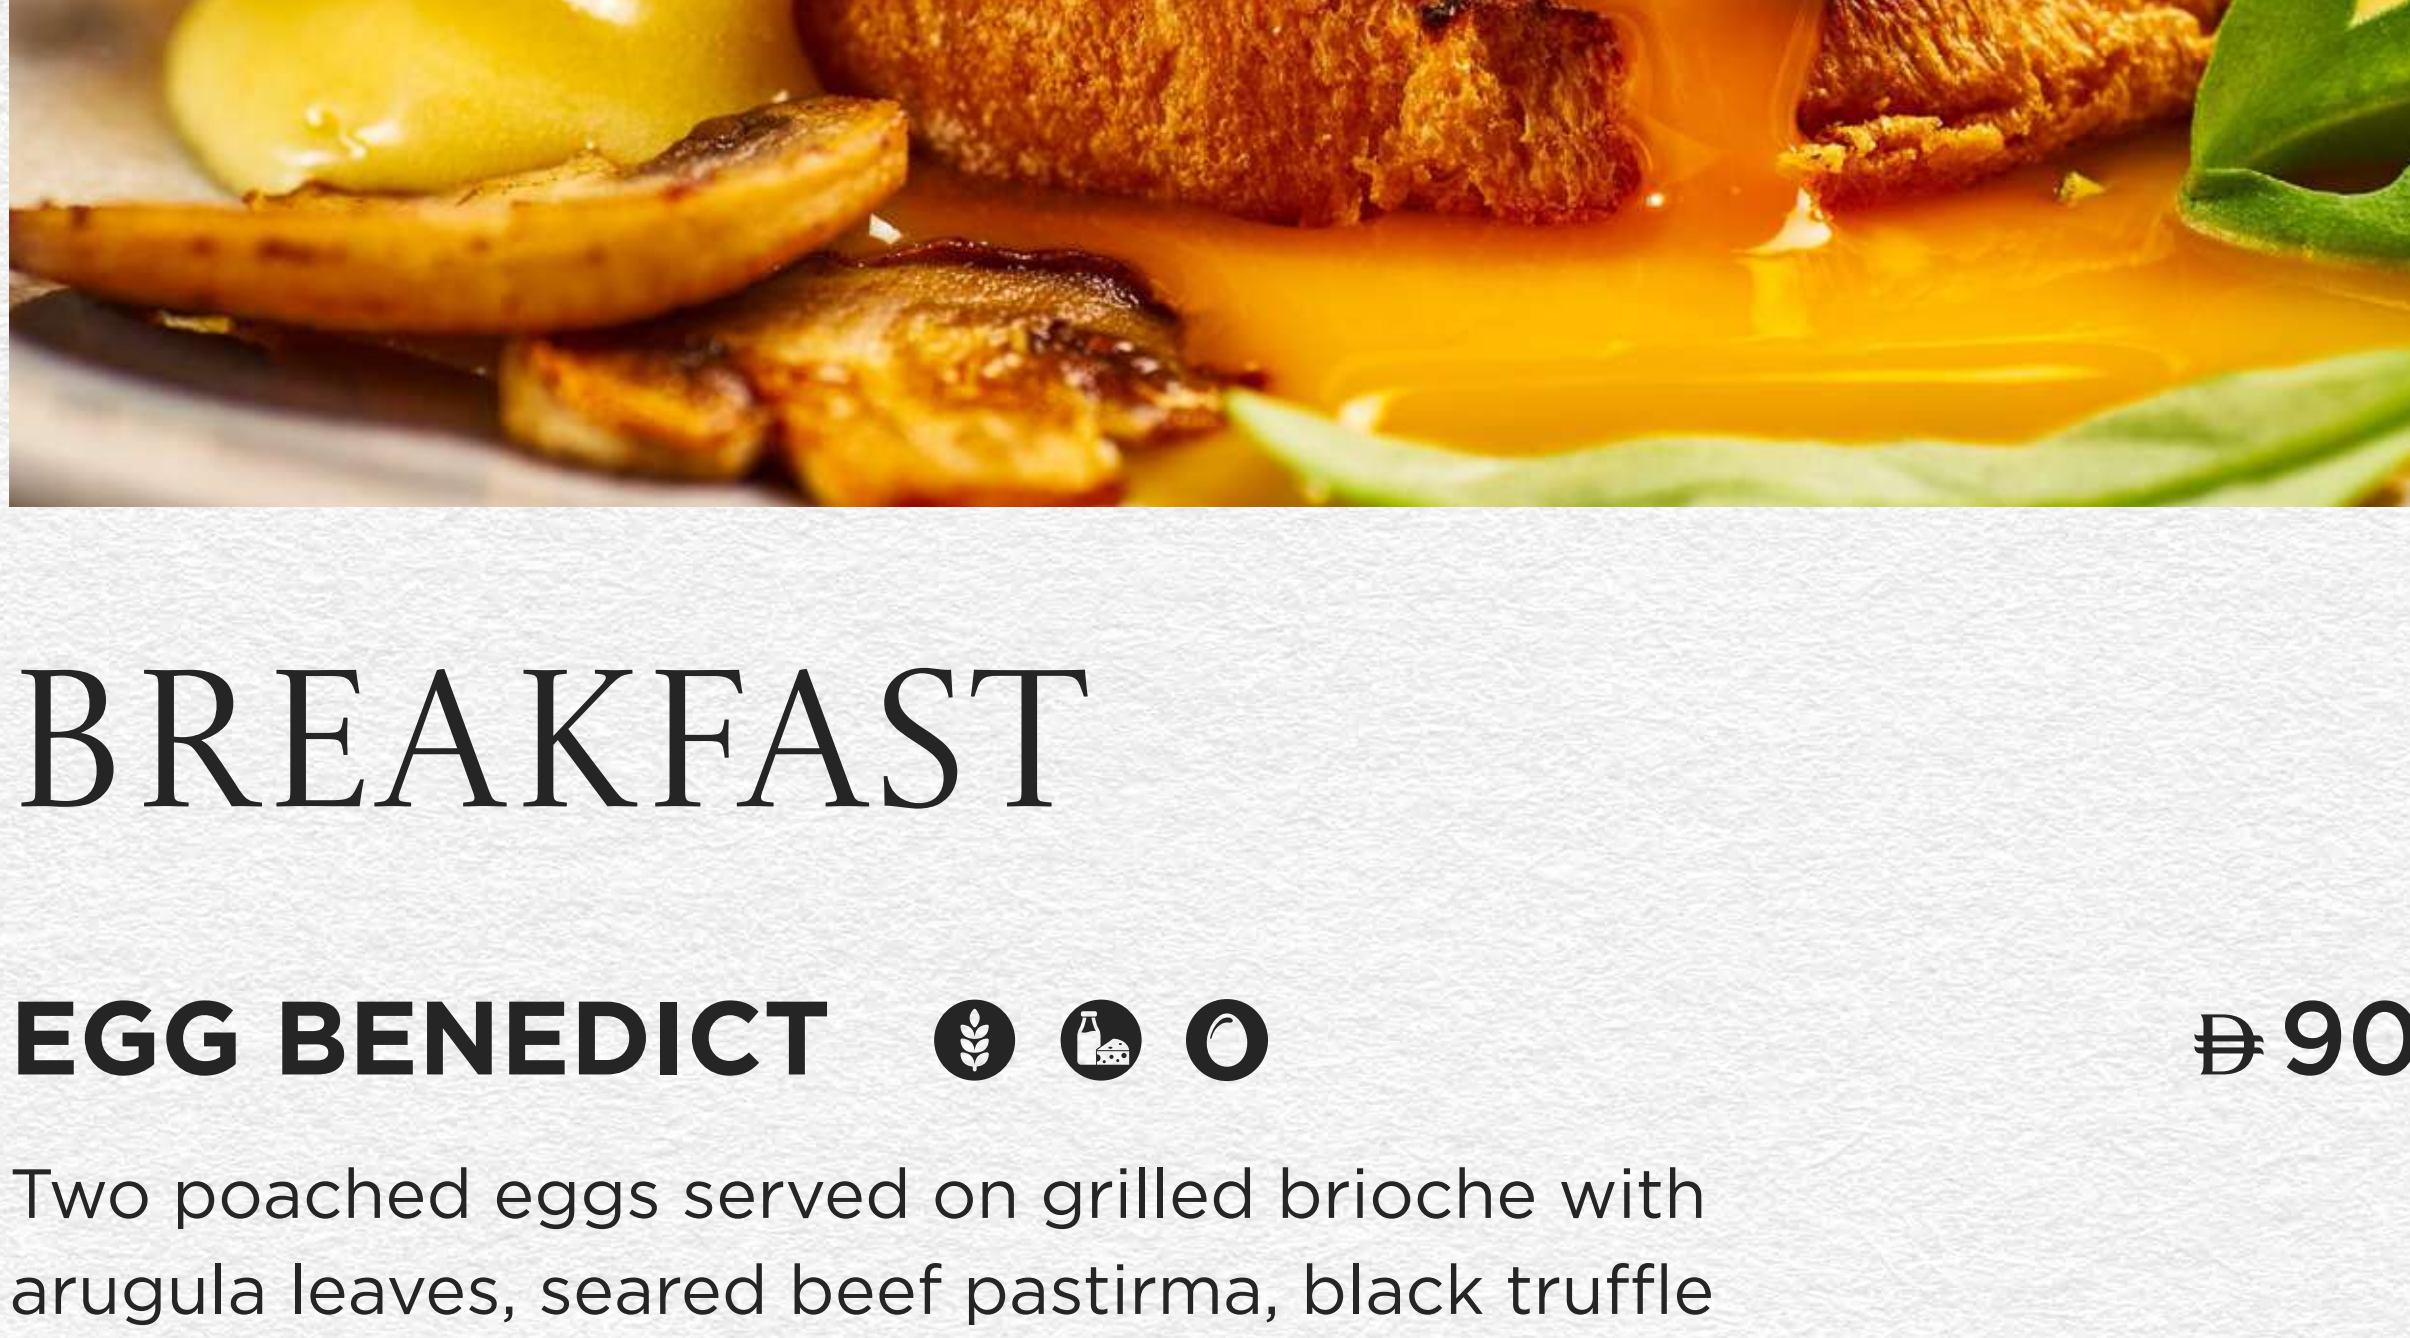 BREAKFAST
EGG BENEDICT 90
Two poached eggs served on grilled brioche with
arugula leaves, seared beef pastirma, black truffle